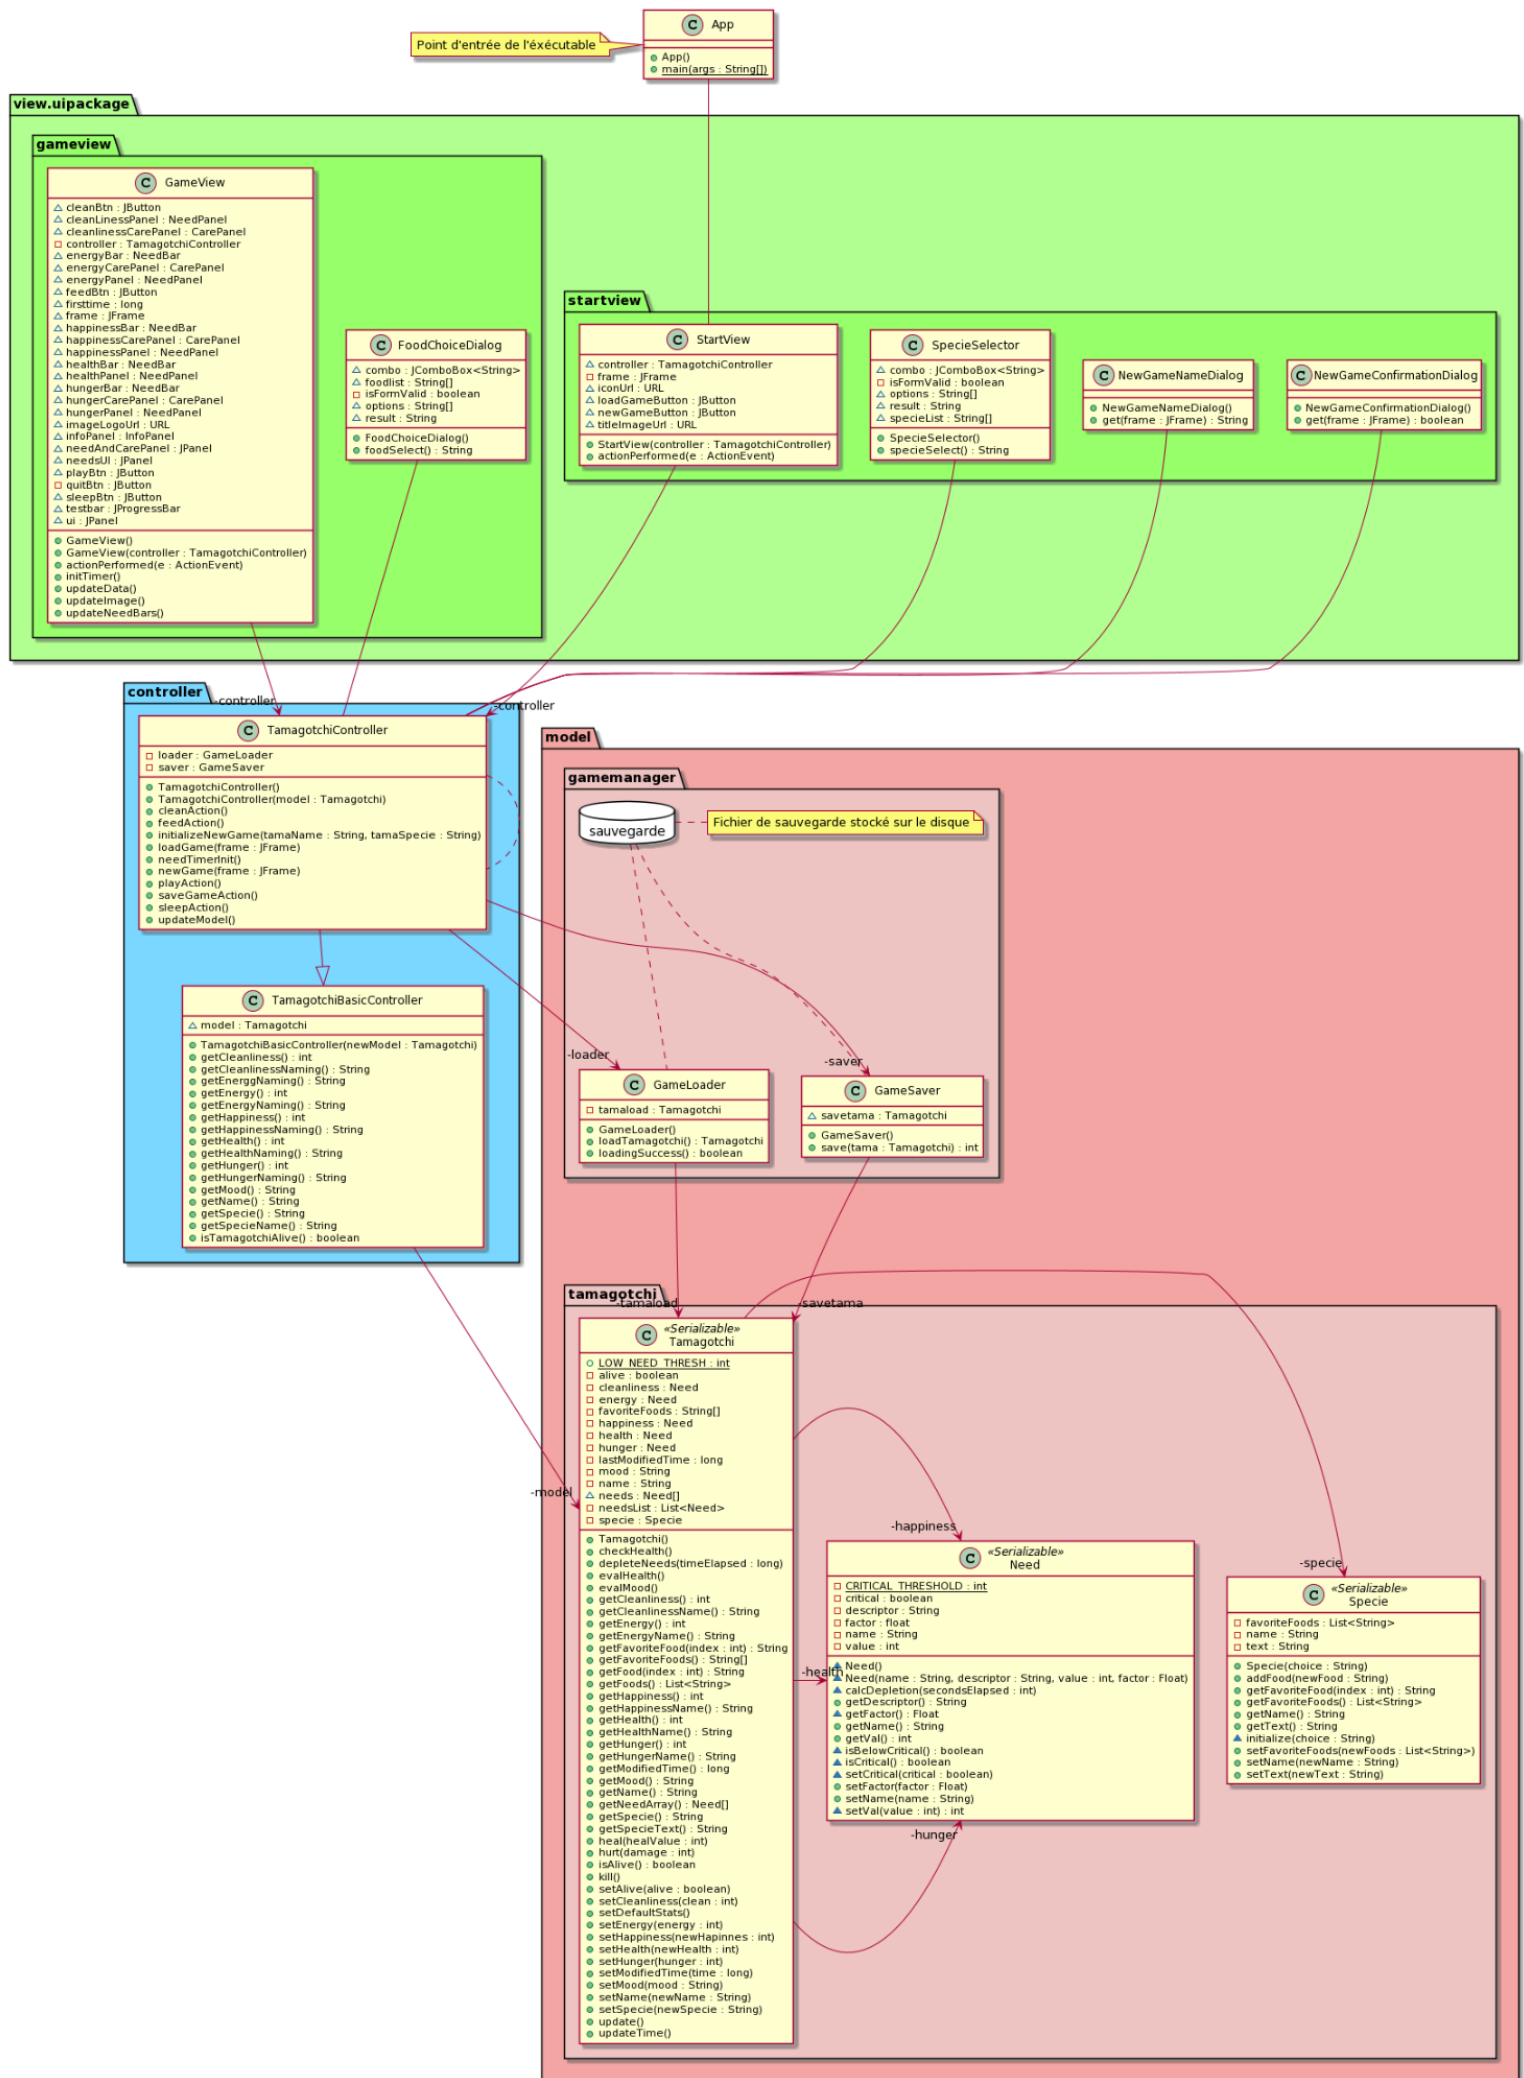 C App
Point d'entrée de l'éxécutable
App()
main(args : String[])
view.uipackage
gameview
C GameView
cleanBtn : JButton
cleanLinessPanel : NeedPanel
cleanlinessCarePanel : CarePanel
controller : TamagotchiController
energyBar : NeedBar
energyCarePanel : CarePanel
energyPanel : NeedPanel
feedBtn : JButton
firsttime : long
frame : JFrame
happinessBar : NeedBar
happinessCarePanel : CarePanel
happinessPanel : NeedPanel
healthBar : NeedBar
healthPanel : NeedPanel
hungerBar : NeedBar
hungerCarePanel : CarePanel
hungerPanel : NeedPanel
imageLogoUrl : URL
infoPanel : InfoPanel
needAndCarePanel : JPanel
needsUI : JPanel
playBtn : JButton
quitBtn : JButton
sleepBtn : JButton
testbar : JProgressBar
ui : JPanel
GameView()
GameView(controller : TamagotchiController)
actionPerformed(e : ActionEvent)
initTimer()
updateData()
updateImage()
updateNeedBars()
C FoodChoiceDialog
combo : JComboBox<String>
foodlist : String[]
isFormValid : boolean
options : String[]
result : String
FoodChoiceDialog()
foodSelect() : String
startview
C StartView
controller : TamagotchiController
frame : JFrame
iconUrl : URL
loadGameButton : JButton
newGameButton : JButton
titleImageUrl : URL
StartView(controller : TamagotchiController)
actionPerformed(e : ActionEvent)
C SpecieSelector
combo : JComboBox<String>
isFormValid : boolean
options : String[]
result : String
specieList : String[]
SpecieSelector()
specieSelect() : String
C NewGameNameDialog
NewGameNameDialog()
get(frame : JFrame) : String
C NewGameConfirmationDialog
NewGameConfirmationDialog()
get(frame : JFrame) : boolean
-controller
-controller
controller
C TamagotchiController
loader : GameLoader
saver : GameSaver
TamagotchiController()
TamagotchiController(model : Tamagotchi)
cleanAction()
feedAction()
initializeNewGame(tamaName : String, tamaSpecie : String)
loadGame(frame : JFrame)
needTimerInit()
newGame(frame : JFrame)
playAction()
saveGameAction()
sleepAction()
updateModel()
C TamagotchiBasicController
model : Tamagotchi
TamagotchiBasicController(newModel : Tamagotchi)
getCleanliness() : int
getCleanlinessNaming() : String
getEnerggNaming() : String
getEnergy() : int
getEnergyNaming() : String
getHappiness() : int
getHappinessNaming() : String
getHealth() : int
getHealthNaming() : String
getHunger() : int
getHungerNaming() : String
getMood() : String
getName() : String
getSpecie() : String
getSpecieName() : String
isTamagotchiAlive() : boolean
model
gamemanager
sauvegarde
Fichier de sauvegarde stocké sur le disque
-loader
-saver
C GameLoader
tamaload : Tamagotchi
GameLoader()
loadTamagotchi() : Tamagotchi
loadingSuccess() : boolean
C GameSaver
savetama : Tamagotchi
GameSaver()
save(tama : Tamagotchi) : int
tamagotchi
-tamaload
-savetama
C «Serializable»
Tamagotchi
LOW_NEED_THRESH : int
alive : boolean
cleanliness : Need
energy : Need
favoriteFoods : String[]
happiness : Need
health : Need
hunger : Need
lastModifiedTime : long
mood : String
name : String
needs : Need[]
needsList : List<Need>
specie : Specie
Tamagotchi()
checkHealth()
depleteNeeds(timeElapsed : long)
evalHealth()
evalMood()
getCleanliness() : int
getCleanlinessName() : String
getEnergy() : int
getEnergyName() : String
getFavoriteFood(index : int) : String
getFavoriteFoods() : String[]
getFood(index : int) : String
getFoods() : List<String>
getHappiness() : int
getHappinessName() : String
getHealth() : int
getHealthName() : String
getHunger() : int
getHungerName() : String
getModifiedTime() : long
getMood() : String
getName() : String
getNeedArray() : Need[]
getSpecie() : String
getSpecieText() : String
heal(healValue : int)
hurt(damage : int)
isAlive() : boolean
kill()
setAlive(alive : boolean)
setCleanliness(clean : int)
setDefaultStats()
setEnergy(energy : int)
setHappiness(newHapinnes : int)
setHealth(newHealth : int)
setHunger(hunger : int)
setModifiedTime(time : long)
setMood(mood : String)
setName(newName : String)
setSpecie(newSpecie : String)
update()
updateTime()
-model
-happiness
-health
-hunger
-specie
C «Serializable»
Need
CRITICAL_THRESHOLD : int
critical : boolean
descriptor : String
factor : float
name : String
value : int
Need()
Need(name : String, descriptor : String, value : int, factor : Float)
calcDepletion(secondsElapsed : int)
getDescriptor() : String
getFactor() : Float
getName() : String
getVal() : int
isBelowCritical() : boolean
isCritical() : boolean
setCritical(critical : boolean)
setFactor(factor : Float)
setName(name : String)
setVal(value : int) : int
C «Serializable»
Specie
favoriteFoods : List<String>
name : String
text : String
Specie(choice : String)
addFood(newFood : String)
getFavoriteFood(index : int) : String
getFavoriteFoods() : List<String>
getName() : String
getText() : String
initialize(choice : String)
setFavoriteFoods(newFoods : List<String>)
setName(newName : String)
setText(newText : String)